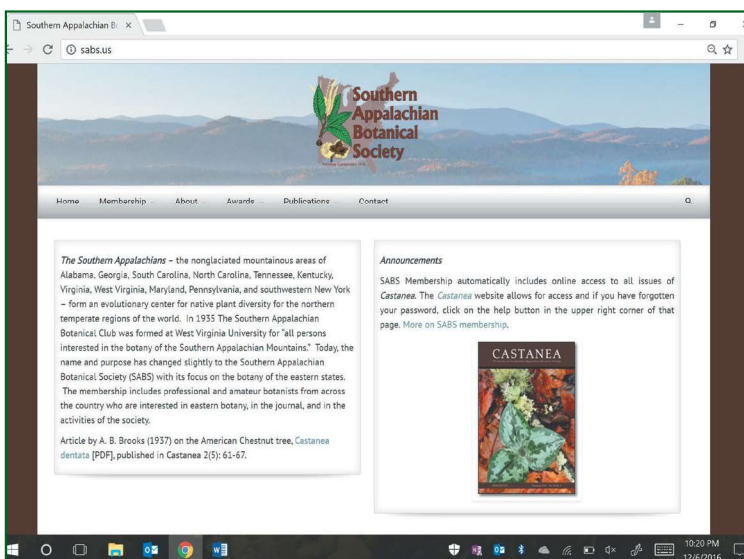 Southern Appalachian B
sabs.us
Southern
Appalachian
Botanical
Society
Home Membership About Awards Publications Contact
The Southern Appalachians – the nonglaciated mountainous areas of
Alabama, Georgia, South Carolina, North Carolina, Tennessee, Kentucky,
Virginia, West Virginia, Maryland, Pennsylvania, and southwestern New York
– form an evolutionary center for native plant diversity for the northern
temperate regions of the world. In 1935 The Southern Appalachian
Botanical Club was formed at West Virginia University for "all persons
interested in the botany of the Southern Appalachian Mountains." Today, the
name and purpose has changed slightly to the Southern Appalachian
Botanical Society (SABS) with its focus on the botany of the eastern states.
The membership includes professional and amateur botanists from across
the country who are interested in eastern botany, in the journal, and in the
activities of the society.
Article by A. B. Brooks (1937) on the American Chestnut tree, Castanea
dentata [PDF], published in Castanea 2(5): 61-67.
Announcements
SABS Membership automatically includes online access to all issues of
Castanea. The Castanea website allows for access and if you have forgotten
your password, click on the help button in the upper right corner of that
page. More on SABS membership.
CASTANEA
10:20 PM
12/6/2016